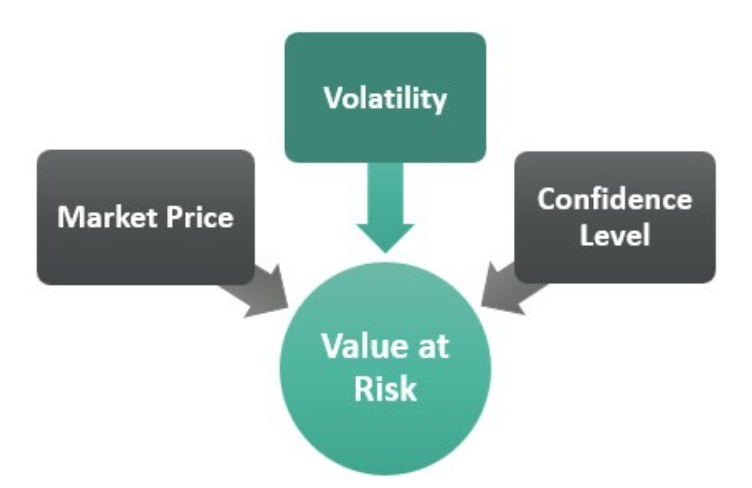 Volatility
Market Price
Confidence
Level
Value at
Risk